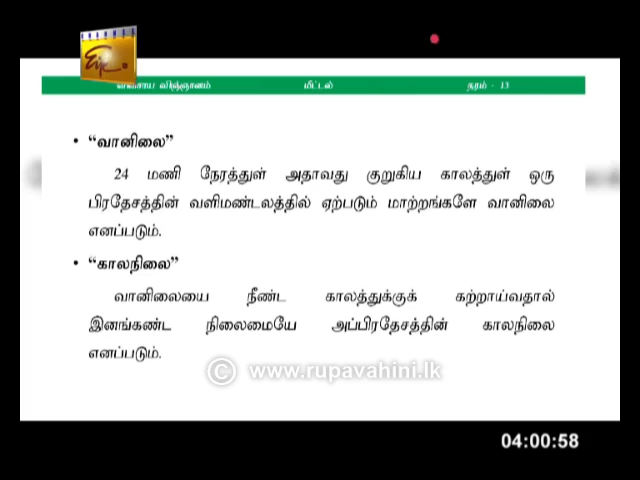 CHANNEL
Eye
விவசாய விஞ்ஞானம் மீட்டல் தரம் - 13
• “வானிலை”
24 மணி நேரத்துள் அதாவது குறுகிய காலத்துள் ஒரு
பிரதேசத்தின் வளிமண்டலத்தில் ஏற்படும் மாற்றங்களே வானிலை
எனப்படும்.
• “காலநிலை”
வானிலையை நீண்ட காலத்துக்குக் கற்றாய்வதால்
இனங்கண்ட நிலைமையே அப்பிரதேசத்தின் காலநிலை
எனப்படும்.
© www.rupavahini.lk
04:00:58